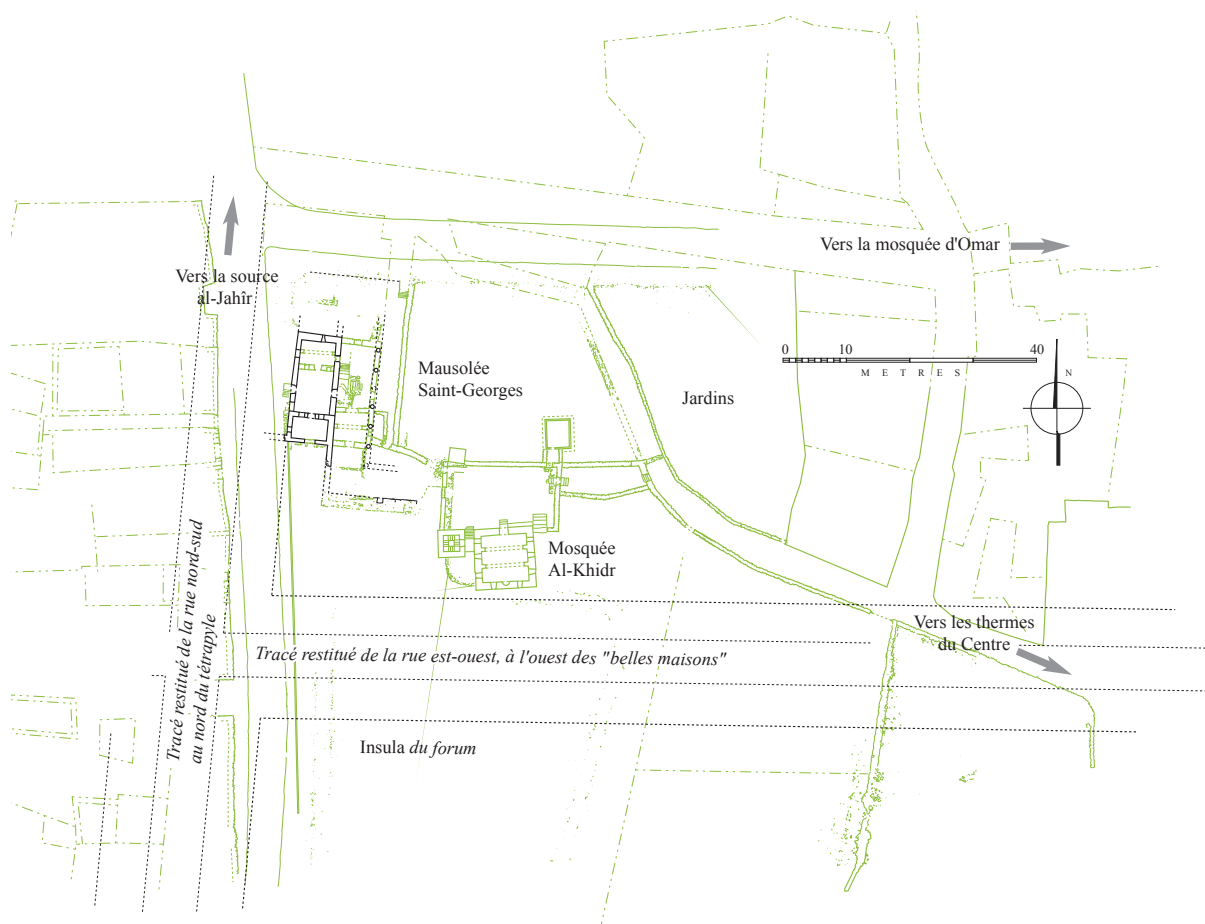 Vers la mosquée d'Omar
Vers la source
al-Jahîr
0 10 40
M E T R E S
N
Mausolée
Saint-Georges
Jardins
Mosquée
Al-Khidr
Vers les thermes
du Centre
Tracé restitué de la rue est-ouest, à l'ouest des "belles maisons"
Tracé restitué de la rue nord-sud
au nord du tétrapyle
Insula du forum